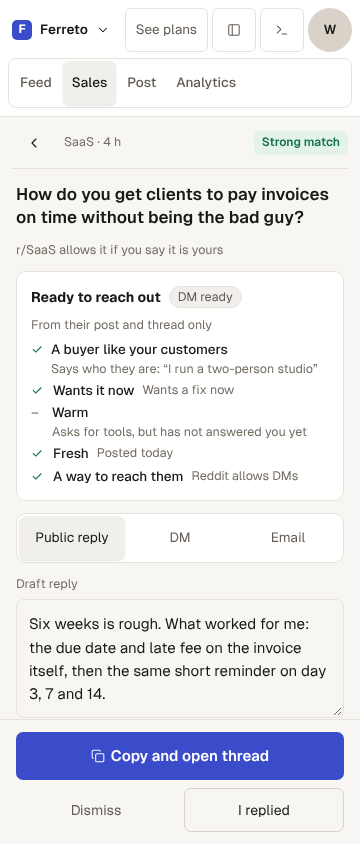 F Ferreto See plans W
Feed Sales Post Analytics
SaaS · 4 h Strong match
How do you get clients to pay invoices
on time without being the bad guy?
r/SaaS allows it if you say it is yours
Ready to reach out DM ready
From their post and thread only
A buyer like your customers
Says who they are: “I run a two-person studio”
Wants it now Wants a fix now
Warm
Asks for tools, but has not answered you yet
Fresh Posted today
A way to reach them Reddit allows DMs
Public reply DM Email
Draft reply
Six weeks is rough. What worked for me:
the due date and late fee on the invoice
itself, then the same short reminder on day
3, 7 and 14.
Copy and open thread
Dismiss I replied